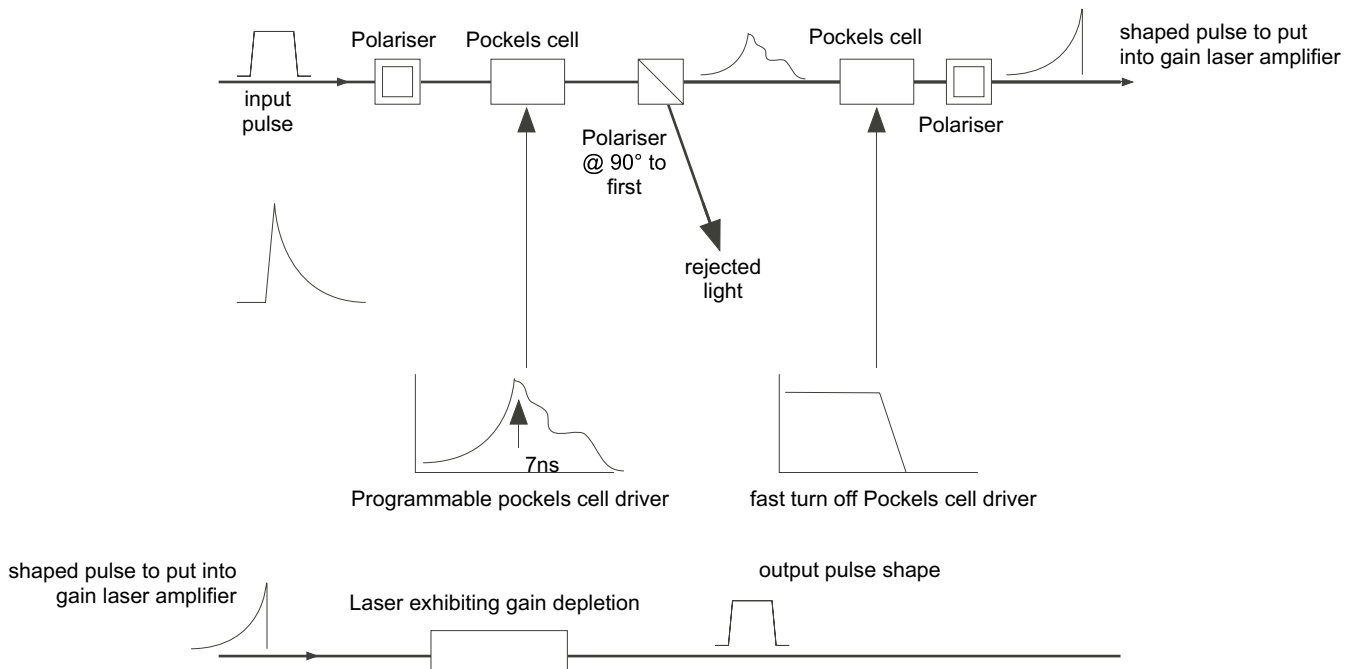 Polariser
Pockels cell
Pockels cell
shaped pulse to put
into gain laser amplifier
input
pulse
Polariser
@ 90° to
first
Polariser
rejected
light
7ns
Programmable pockels cell driver
fast turn off Pockels cell driver
shaped pulse to put into
gain laser amplifier
Laser exhibiting gain depletion
output pulse shape